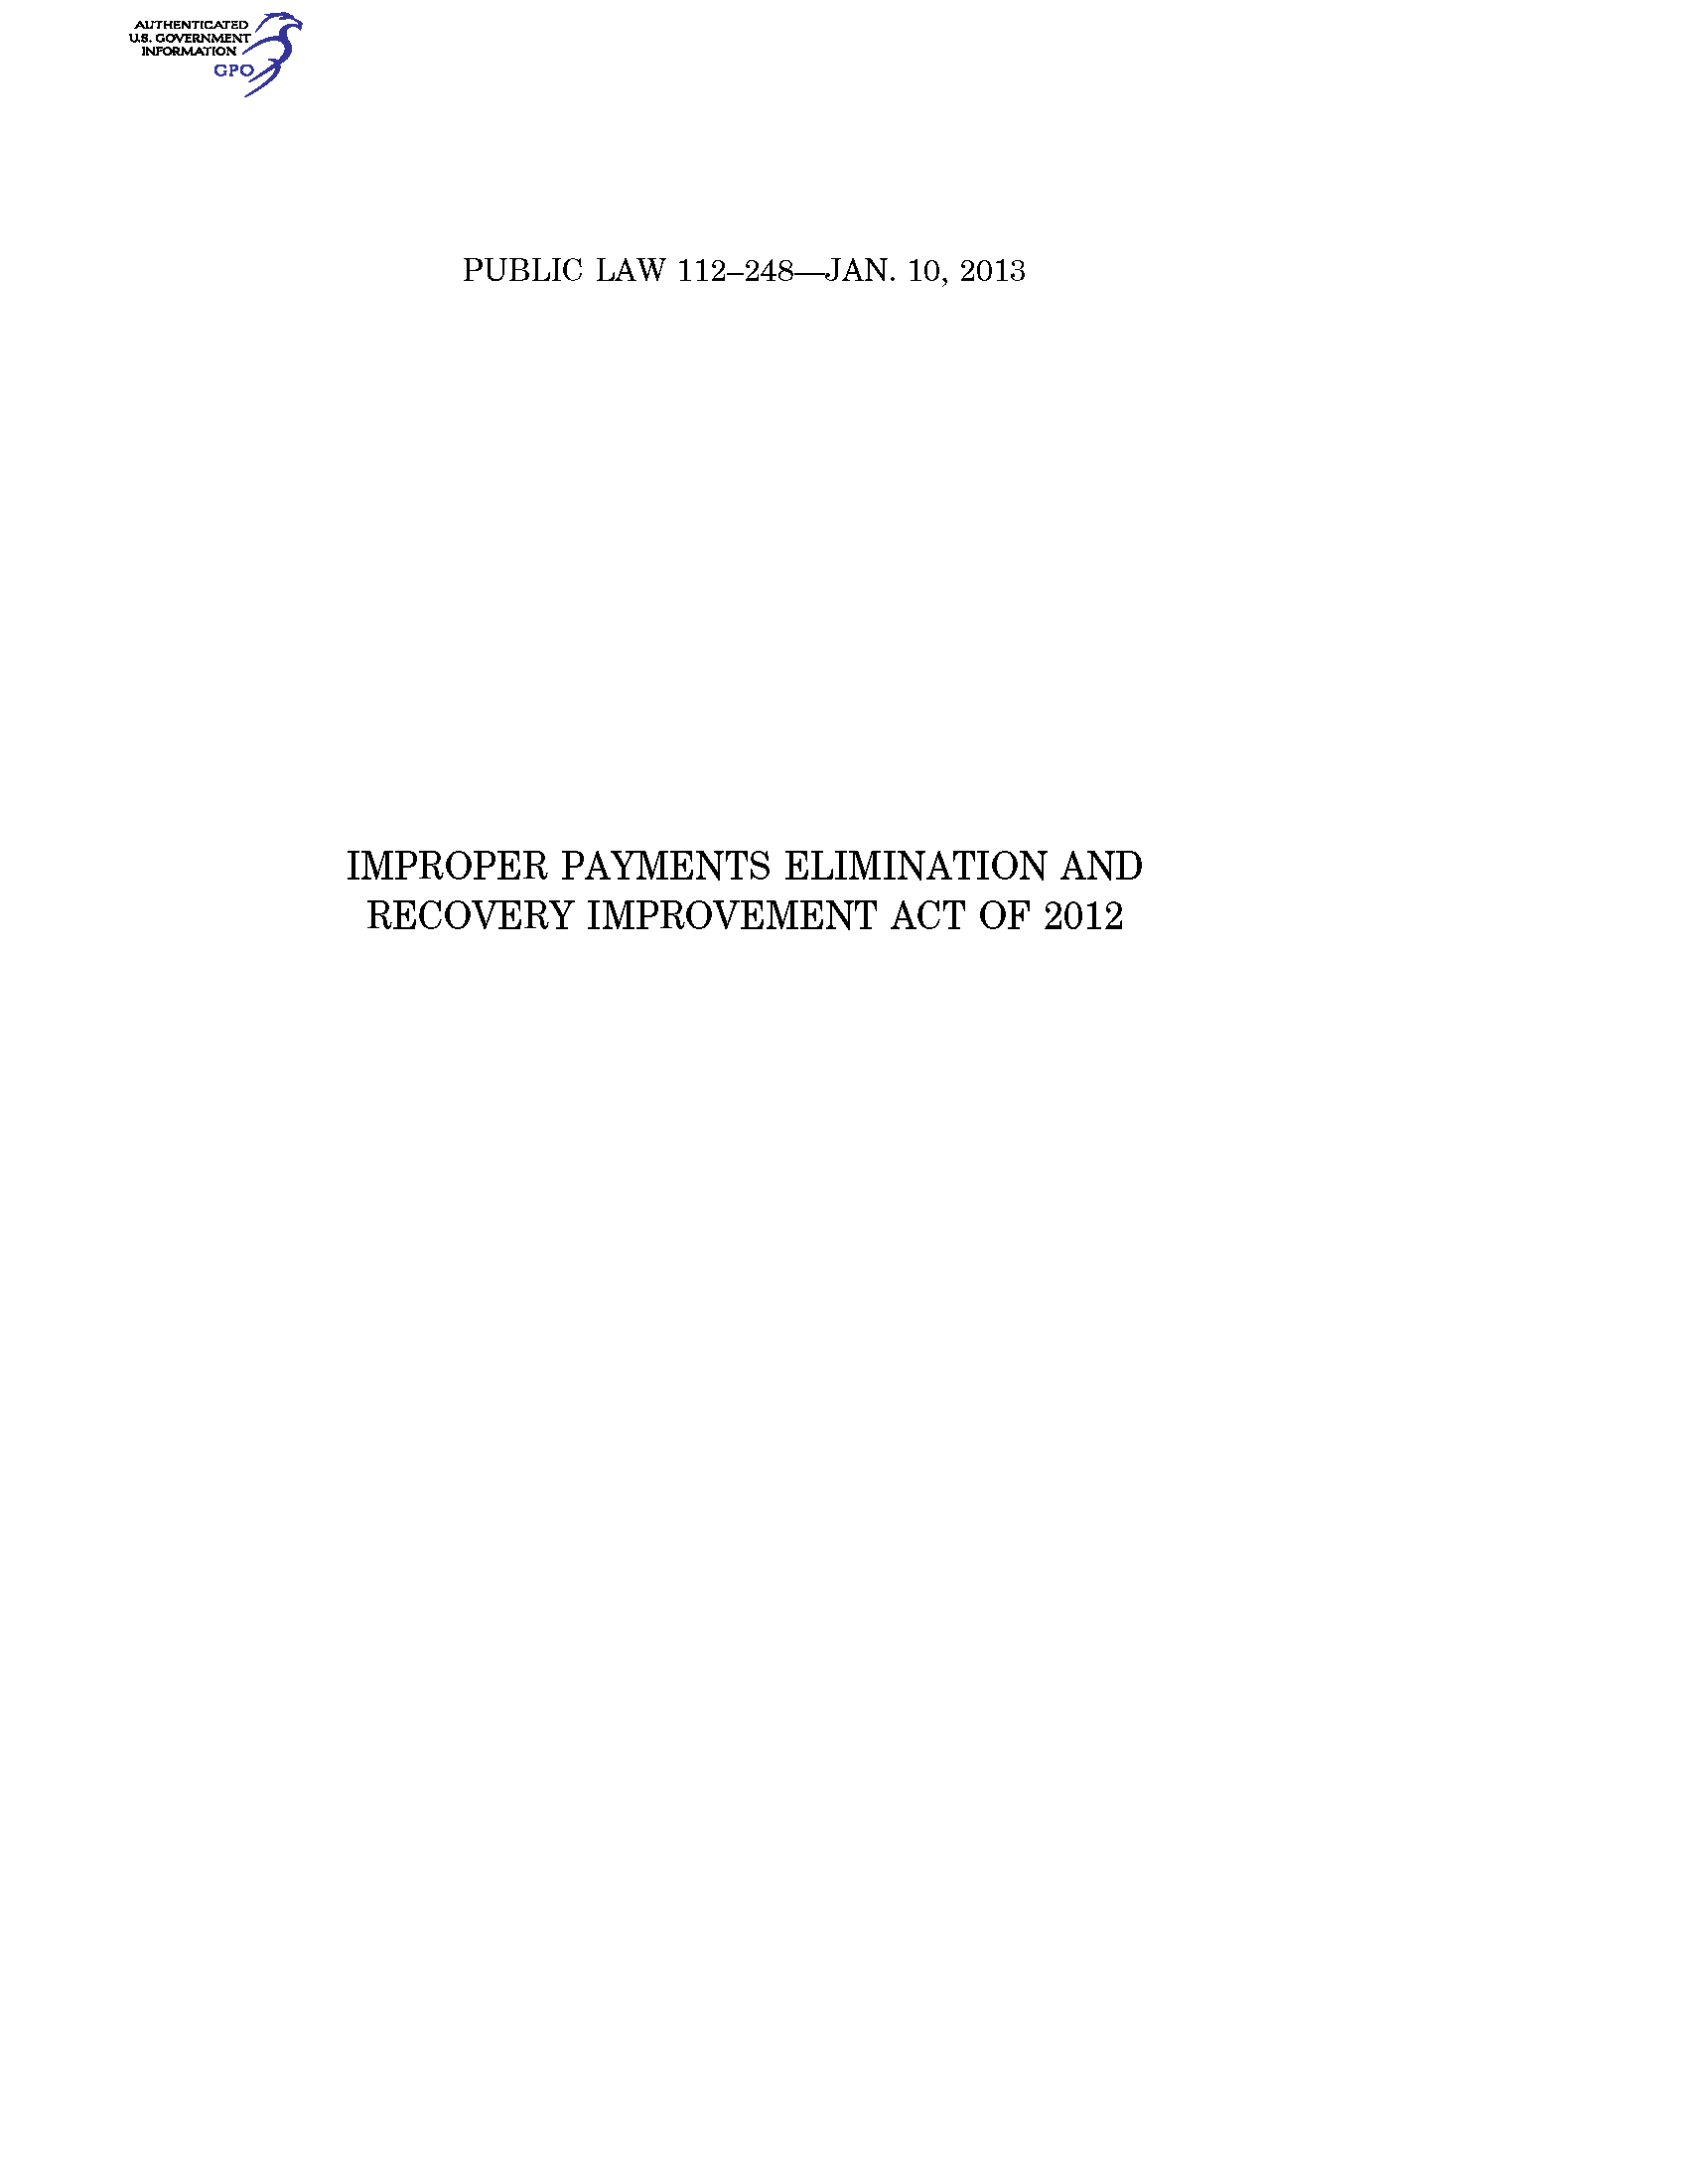 AUTHENTICATED
U.S. GOVERNMENT
INFORMATION
GPO
PUBLIC LAW 112–248—JAN. 10, 2013
IMPROPER PAYMENTS ELIMINATION AND
RECOVERY IMPROVEMENT ACT OF 2012